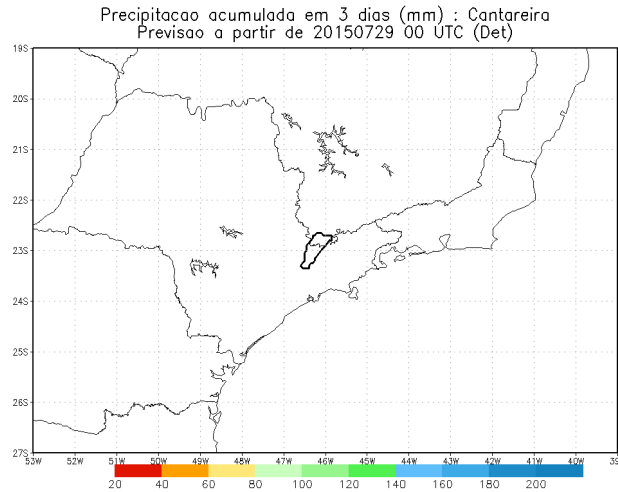 Precipitacao acumulada em 3 dias (mm) : Cantareira
Previsao a partir de 20150729 00 UTC (Det)
19S
20S
21S
22S
23S
24S
25S
26S
27S
53W 52W 51W 50W 49W 48W 47W 46W 45W 44W 43W 42W 41W 40W 39
20 40 60 80 100 120 140 160 180 200